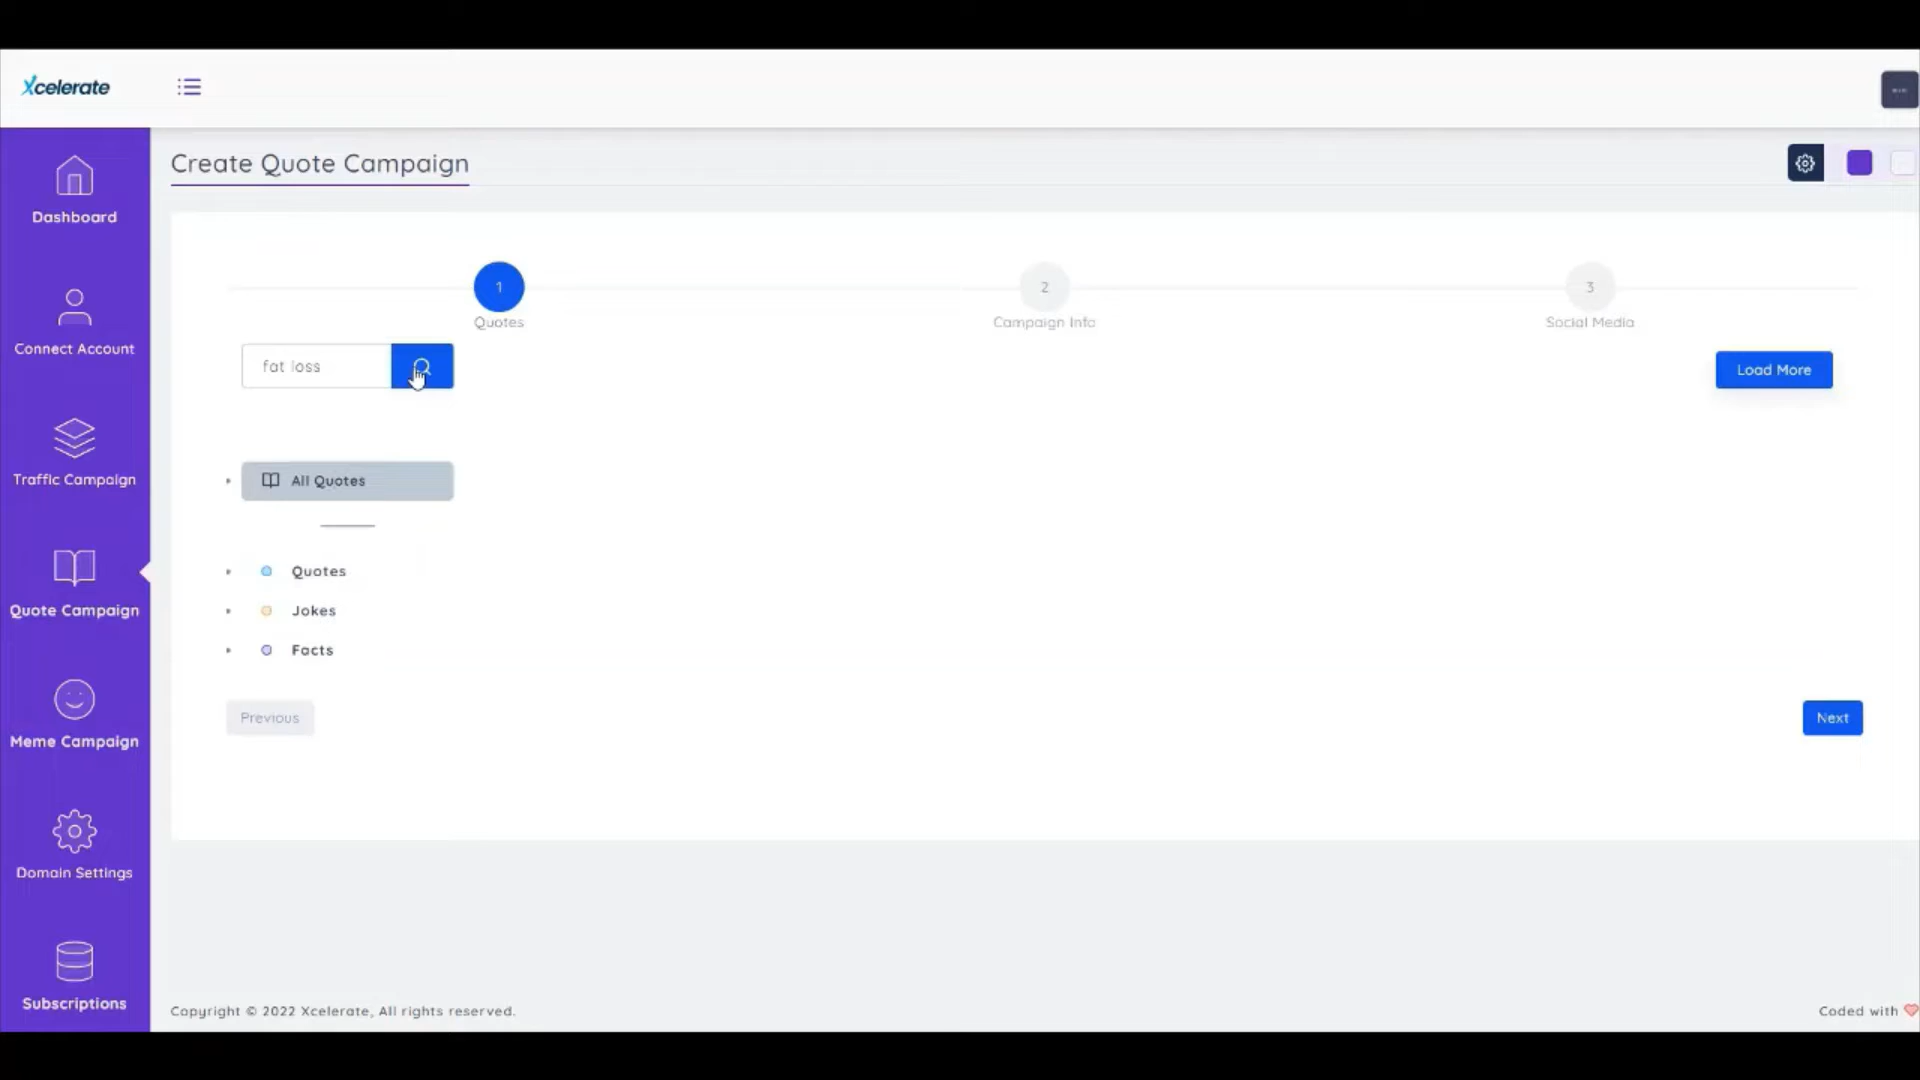 Xcelerate
Create Quote Campaign
Dashboard
Connect Account
Traffic Campaign
Quote Campaign
Meme Campaign
Domain Settings
Subscriptions
1
Quotes
2
Campaign Info
3
Social Media
fat loss
Load More
All Quotes
Quotes
Jokes
Facts
Previous
Next
Copyright © 2022 Xcelerate, All rights reserved.
Coded with